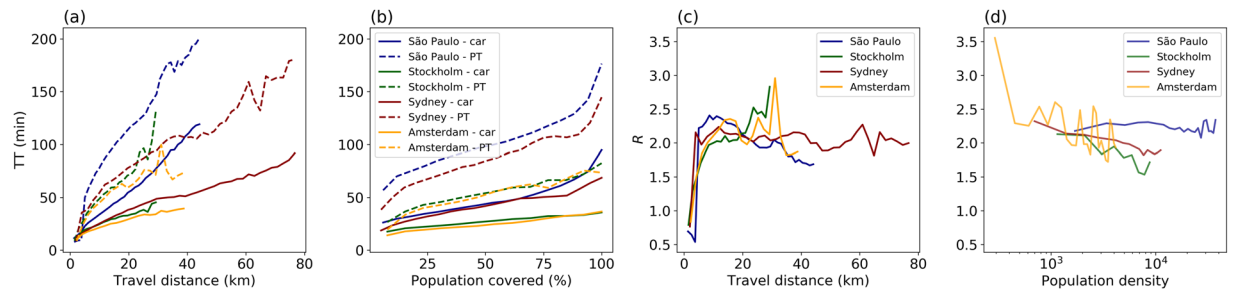 (a)
TT (min)
200
150
100
50
0
0
20
40
60
80
Travel distance (km)
(b)
200
150
100
50
0
São Paulo - car
São Paulo - PT
Stockholm - car
Stockholm - PT
Sydney - car
Sydney - PT
Amsterdam - car
Amsterdam - PT
25
50
75
100
Population covered (%)
(c)
R
3.5
3.0
2.5
2.0
1.5
1.0
0.5
São Paulo
Stockholm
Sydney
Amsterdam
0
20
40
60
80
Travel distance (km)
(d)
3.5
3.0
2.5
2.0
1.5
1.0
0.5
São Paulo
Stockholm
Sydney
Amsterdam
10³
10⁴
Population density